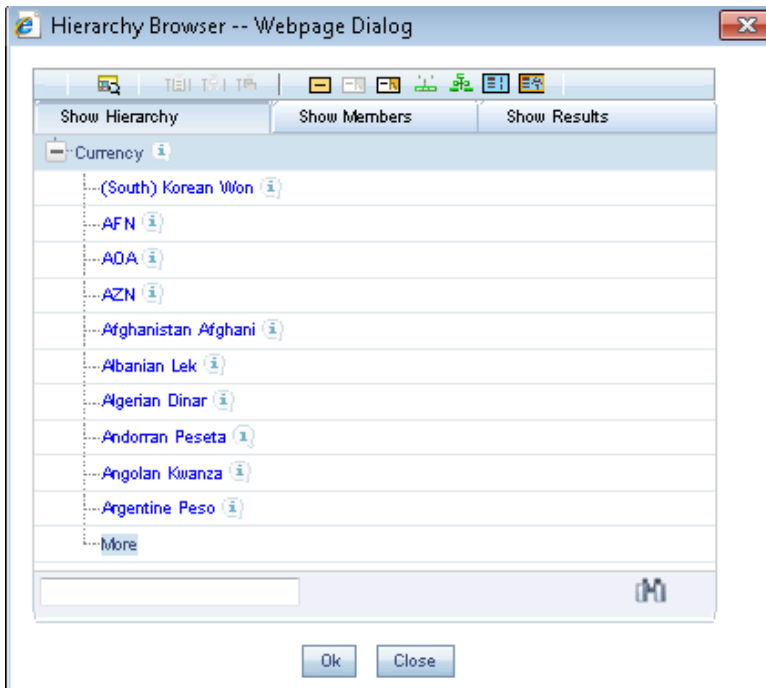 Hierarchy Browser -- Webpage Dialog
Show Hierarchy Show Members Show Results
Currency
(South) Korean Won
AFN
AOA
AZN
Afghanistan Afghani
Albanian Lek
Algerian Dinar
Andorran Peseta
Angolan Kwanza
Argentine Peso
More
Ok Close